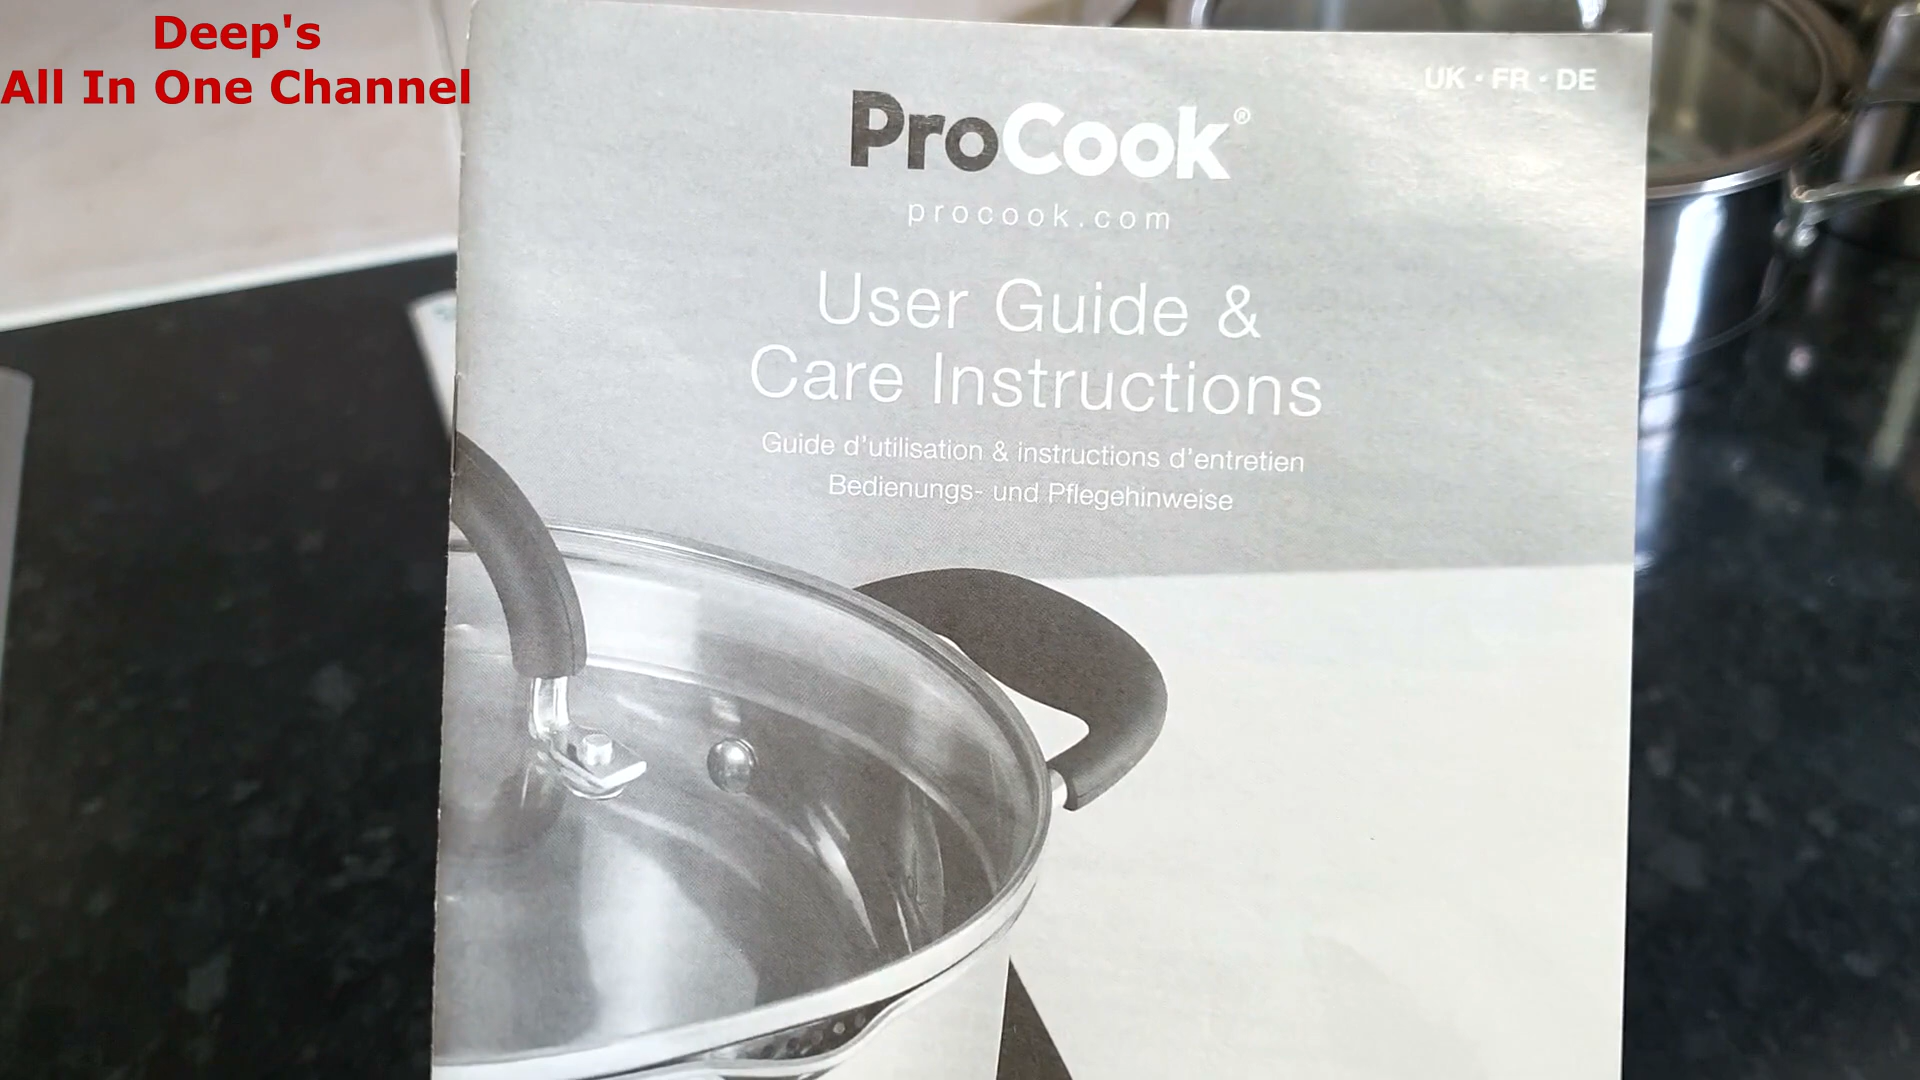 Deep's
All In One Channel
UK • FR • DE
ProCook®
procook.com
User Guide &
Care Instructions
Guide d'utilisation & instructions d'entretien
Bedienungs- und Pflegehinweise